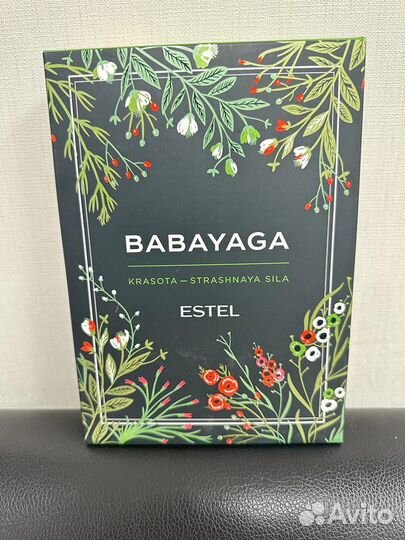 BABAYAGA
KRASOTA — STRASHNAYA SILA
ESTEL
Avito